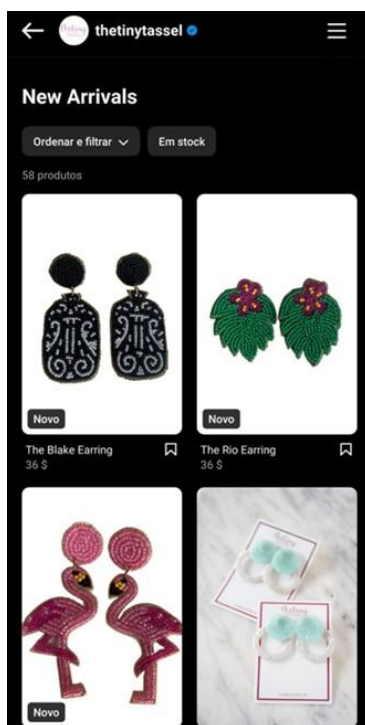 thetinytassel
New Arrivals
Ordenar e filtrar
Em stock
58 produtos
Novo
Novo
The Blake Earring
The Rio Earring
36 $
36 $
Novo